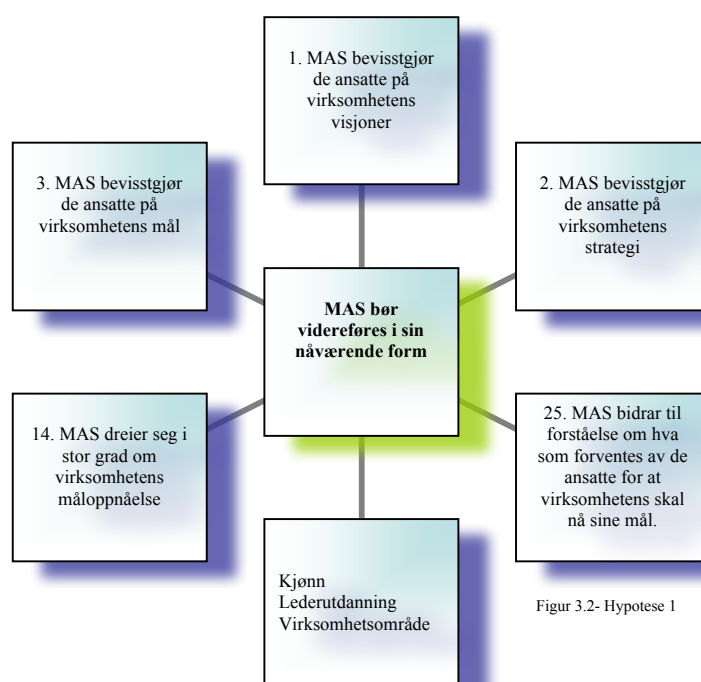 1. MAS bevisstgjør
de ansatte på
virksomhetens
visjoner
3. MAS bevisstgjør
de ansatte på
virksomhetens mål
2. MAS bevisstgjør
de ansatte på
virksomhetens
strategi
MAS bør
videreføres i sin
nåværende form
14. MAS dreier seg i
stor grad om
virksomhetens
måloppnåelse
25. MAS bidrar til
forståelse om hva
som forventes av de
ansatte for at
virksomhetens skal
nå sine mål.
Kjønn
Lederutdanning
Virksomhetsområde
Figur 3.2- Hypotese 1